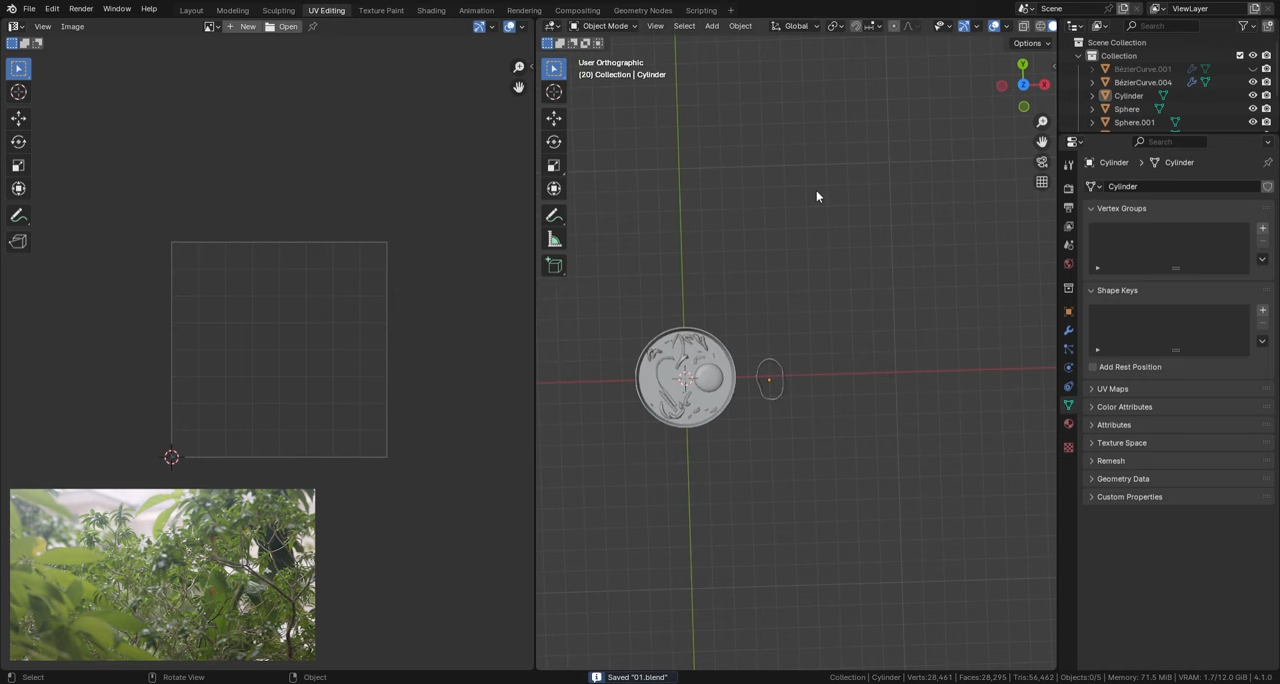 File Edit Render Window Help Layout Modeling Sculpting UV Editing Texture Paint Shading Animation Rendering Compositing Geometry Nodes Scripting + Scene ViewLayer
View Image New Open Object Mode View Select Add Object Global Search
Options
Scene Collection
Collection
User Orthographic
(20) Collection | Cylinder
BézierCurve.001
BézierCurve.004
Cylinder
Sphere
Sphere.001
Y
Z X
Search
Cylinder > Cylinder
Cylinder
Vertex Groups
Shape Keys
Add Rest Position
UV Maps
Color Attributes
Attributes
Texture Space
Remesh
Geometry Data
Custom Properties
Select Rotate View Object Saved "01.blend" Collection | Cylinder | Verts:28,461 | Faces:28,295 | Tris:56,462 | Objects:0/5 | Memory: 71.5 MiB | VRAM: 1.7/12.0 GiB | 4.1.0